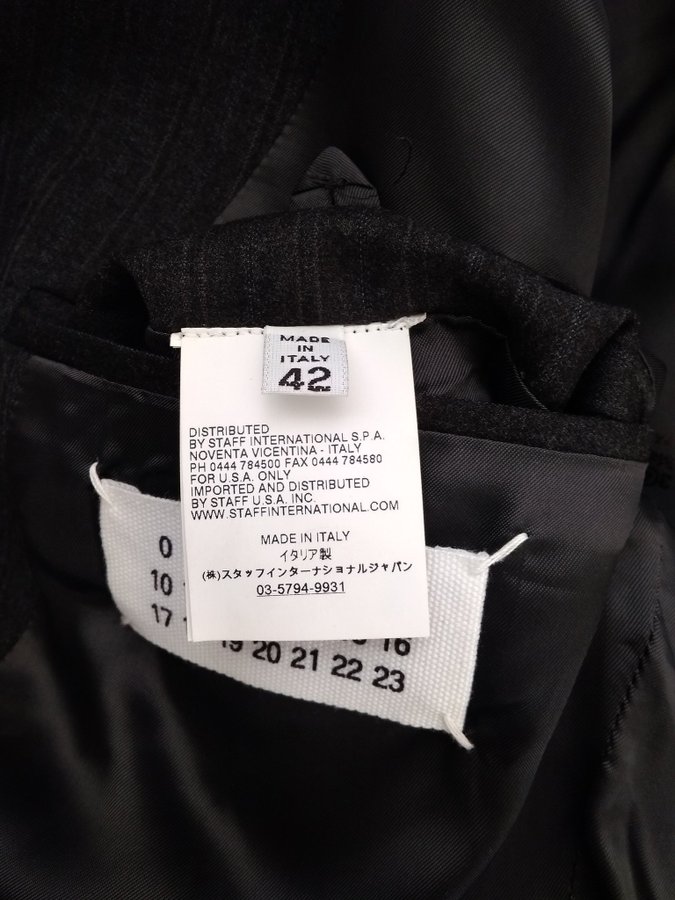 MADE
IN
ITALY
42
DISTRIBUTED
BY STAFF INTERNATIONAL S.P.A.
NOVENTA VICENTINA - ITALY
PH 0444 784500 FAX 0444 784580
FOR U.S.A. ONLY
IMPORTED AND DISTRIBUTED
BY STAFF U.S.A. INC.
WWW.STAFFINTERNATIONAL.COM
MADE IN ITALY
イタリア製
(株)スタッフインターナショナルジャパン
03-5794-9931
0
10
16
17
19 20 21 22 23